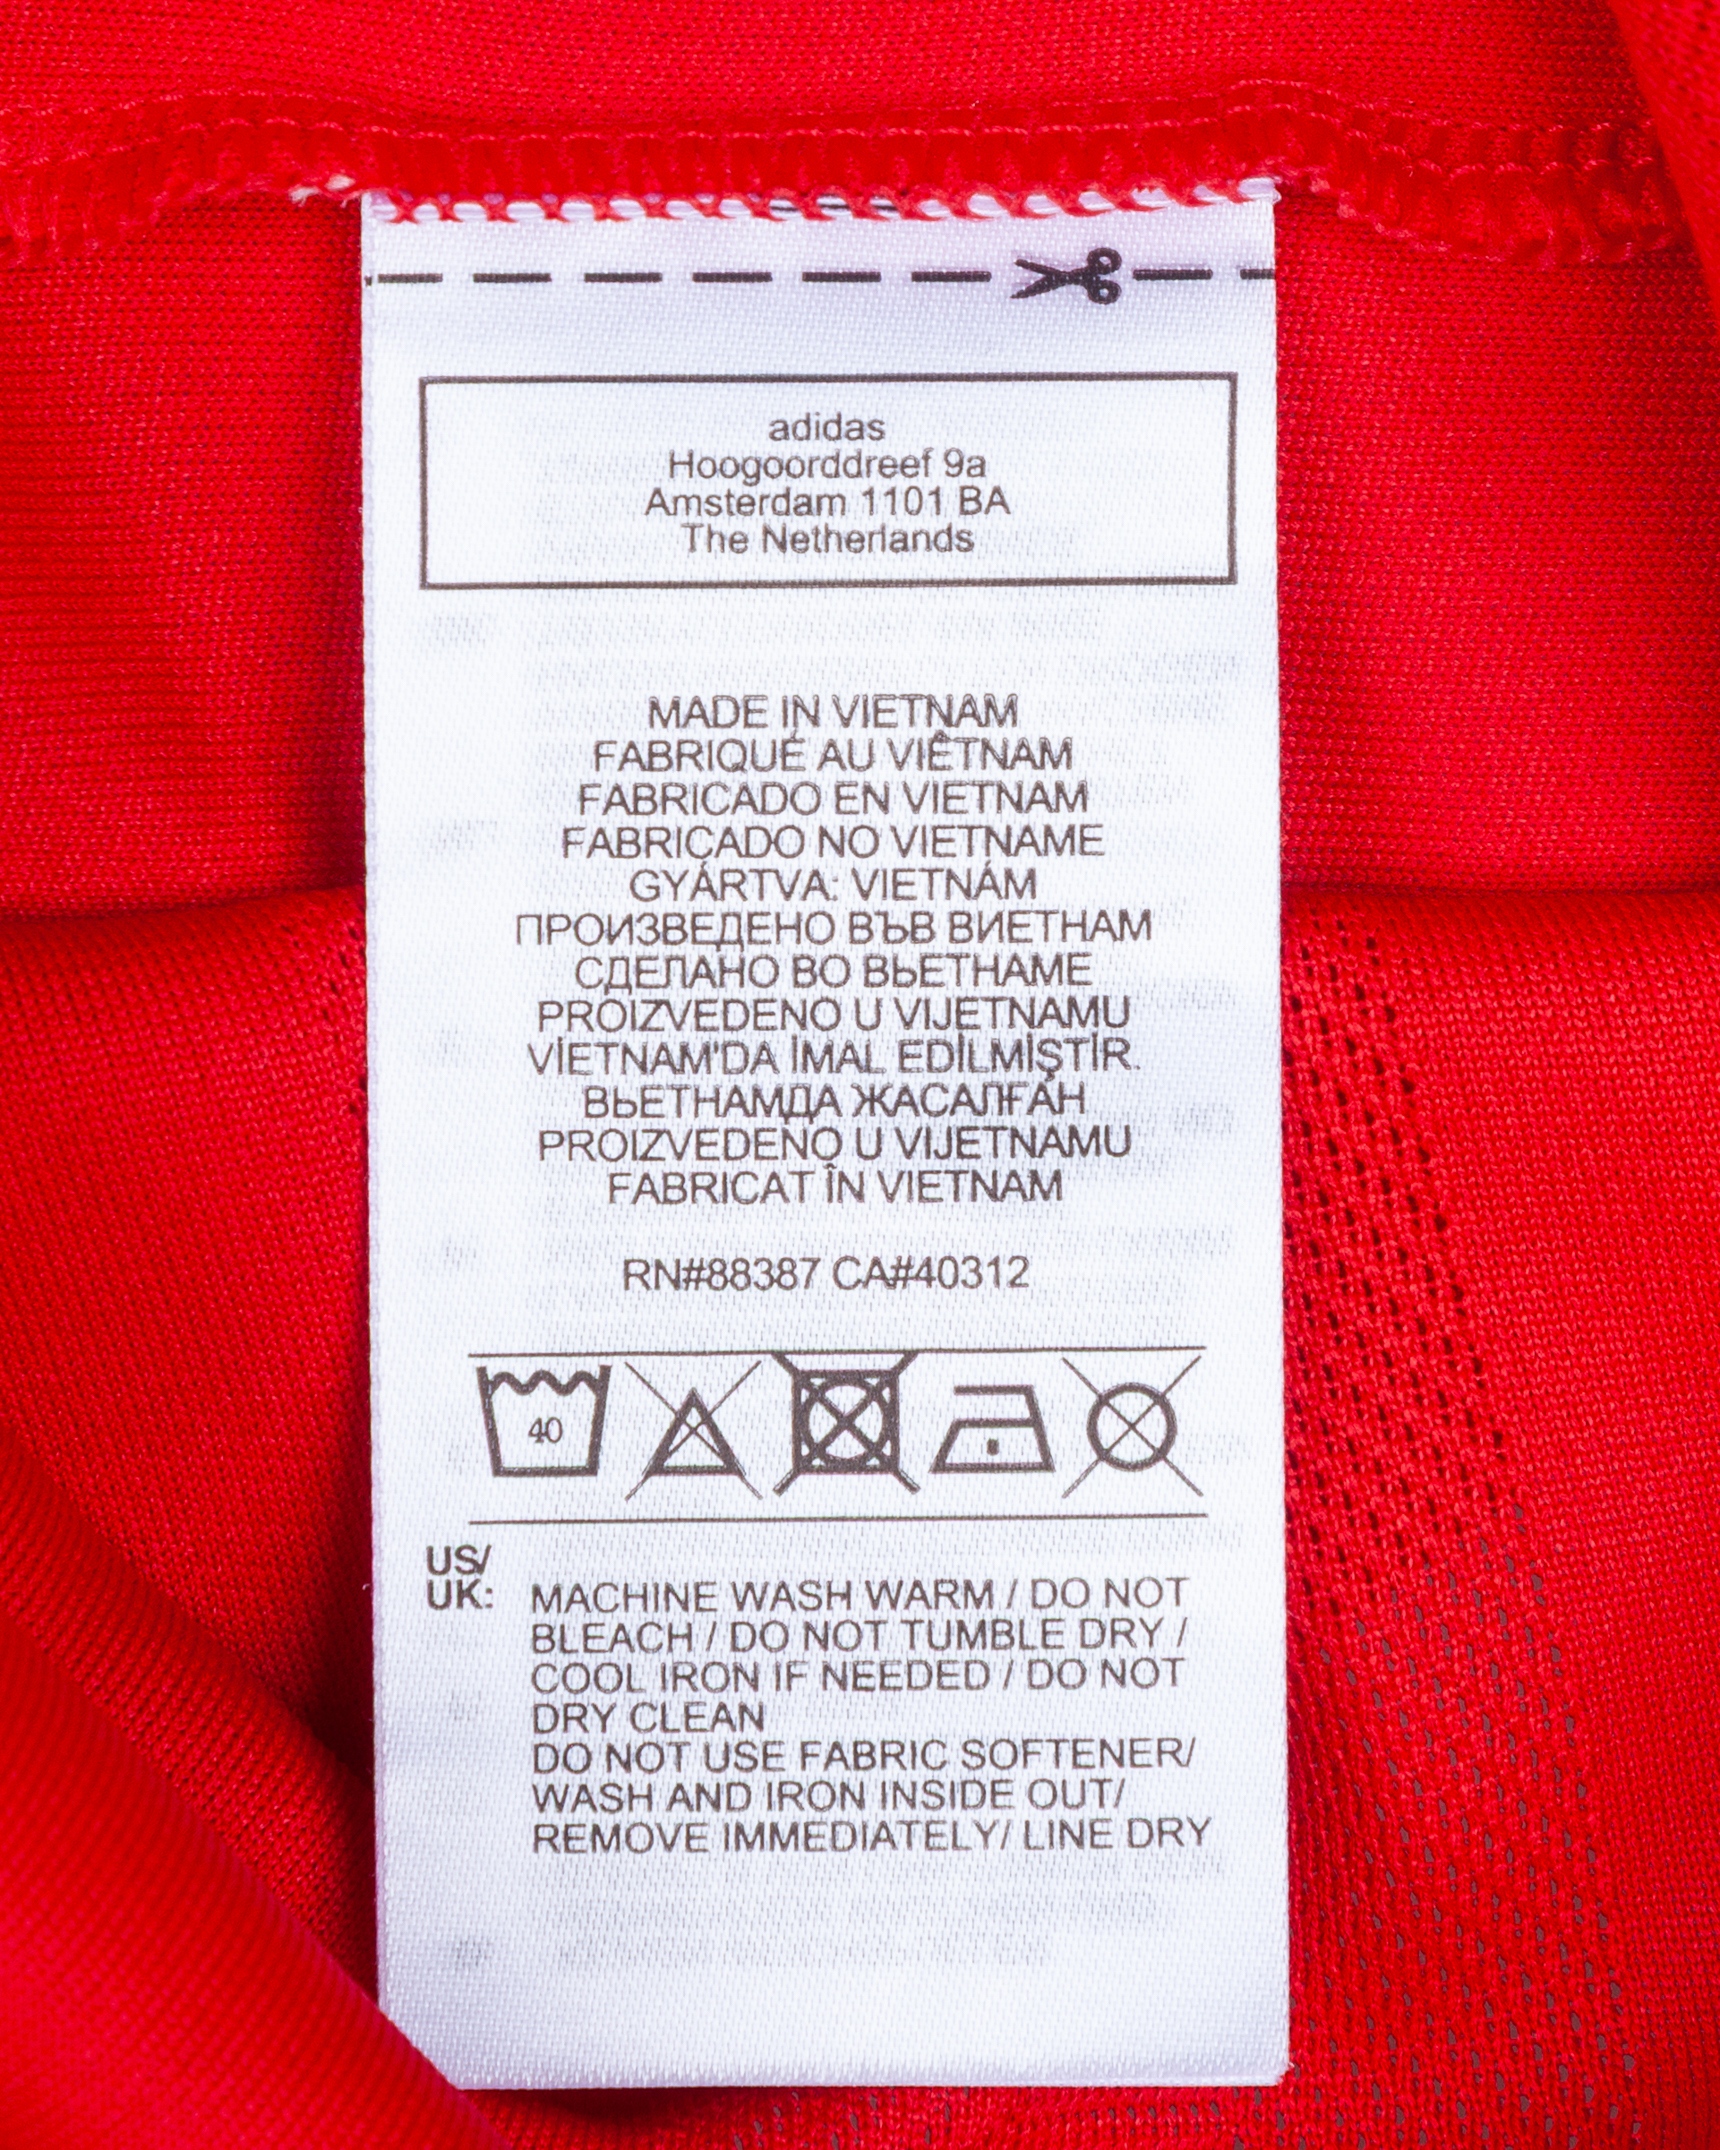 adidas
Hoogoorddreef 9a
Amsterdam 1101 BA
The Netherlands
MADE IN VIETNAM
FABRIQUÉ AU VIÊTNAM
FABRICADO EN VIETNAM
FABRICADO NO VIETNAME
GYÁRTVA: VIETNÁM
ПРОИЗВЕДЕНО ВЪВ ВИЕТНАМ
СДЕЛАНО ВО ВЬЕТНАМЕ
PROIZVEDENO U VIJETNAMU
VİETNAM'DA İMAL EDİLMİŞTİR.
ВЬЕТНАМДА ЖАСАЛҒАН
PROIZVEDENO U VIJETNAMU
FABRICAT ÎN VIETNAM
RN#88387 CA#40312
40
US/
UK: MACHINE WASH WARM / DO NOT
BLEACH / DO NOT TUMBLE DRY /
COOL IRON IF NEEDED / DO NOT
DRY CLEAN
DO NOT USE FABRIC SOFTENER/
WASH AND IRON INSIDE OUT/
REMOVE IMMEDIATELY/ LINE DRY